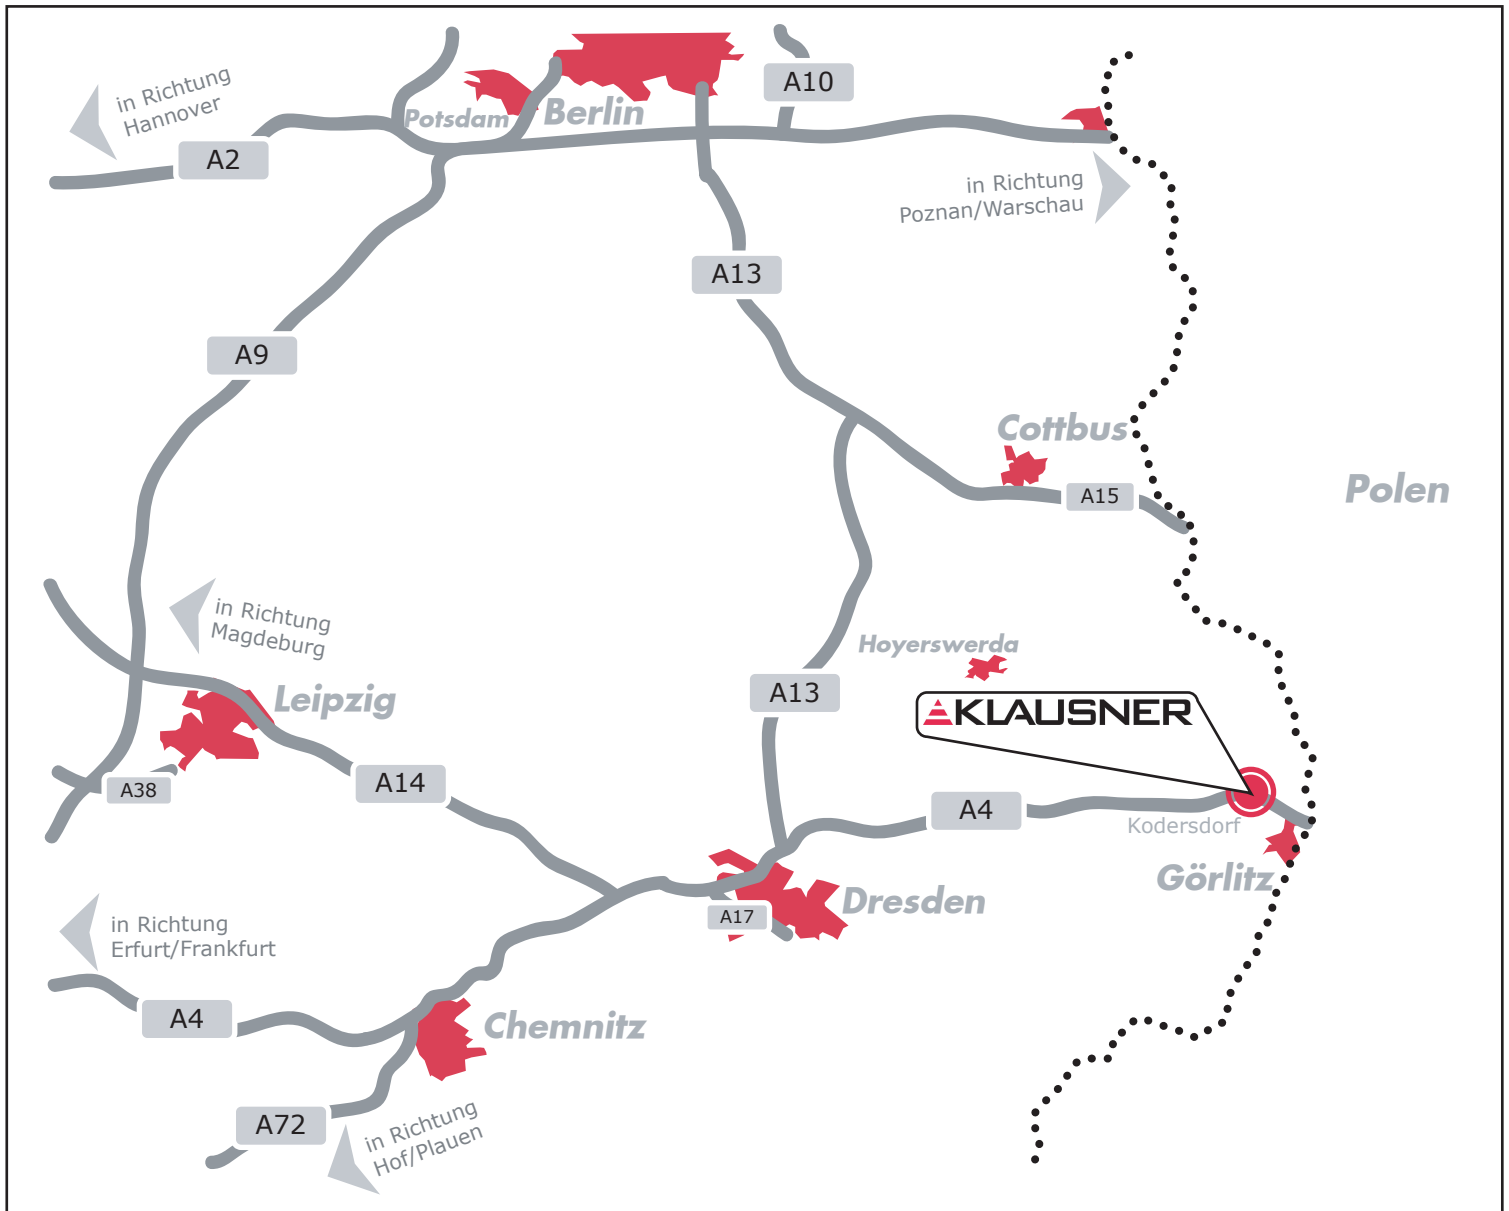 in Richtung
Hannover
A2
Potsdam
Berlin
A10
in Richtung
Poznan/Warschau
A13
A9
Cottbus
A15
Polen
in Richtung
Magdeburg
Leipzig
Hoyerswerda
A13
KLAUSNER
A38
A14
A4
Kodersdorf
Görlitz
Dresden
A17
in Richtung
Erfurt/Frankfurt
A4
Chemnitz
A72
in Richtung
Hof/Plauen